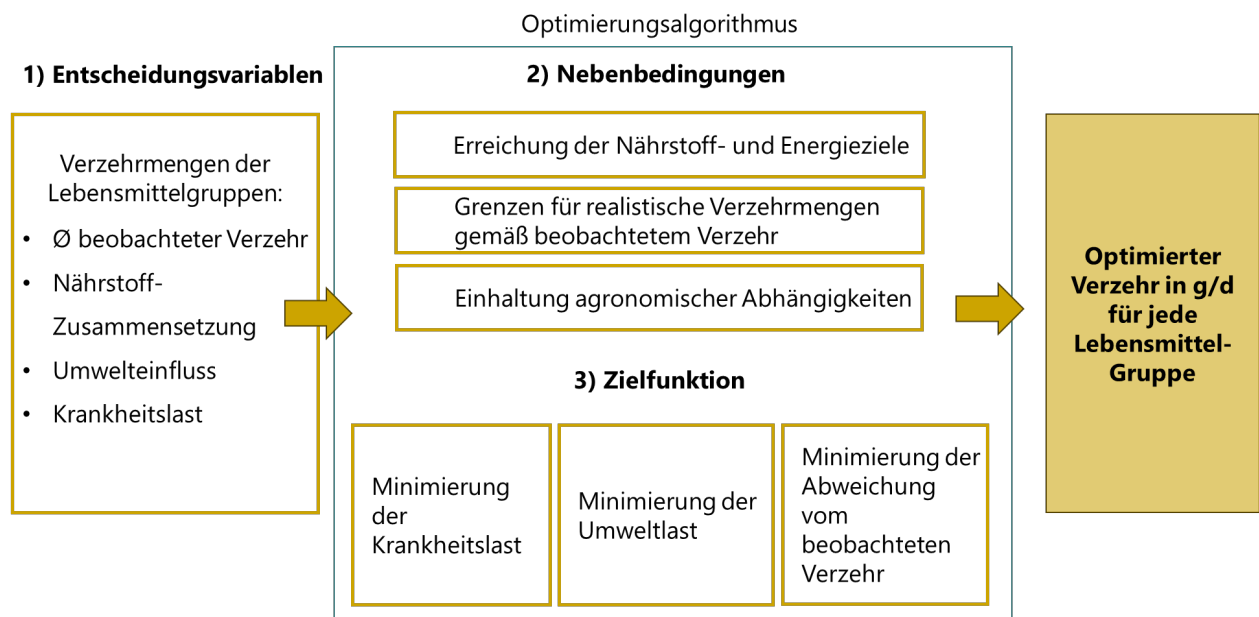 Optimierungsalgorithmus
1) Entscheidungsvariablen
Verzehrmengen der
Lebensmittelgruppen:
• Ø beobachteter Verzehr
• Nährstoff-
Zusammensetzung
• Umwelteinfluss
• Krankheitslast
2) Nebenbedingungen
Erreichung der Nährstoff- und Energieziele
Grenzen für realistische Verzehrmengen
gemäß beobachtetem Verzehr
Einhaltung agronomischer Abhängigkeiten
3) Zielfunktion
Minimierung
der
Krankheitslast
Minimierung der
Umweltlast
Minimierung der
Abweichung
vom
beobachteten
Verzehr
Optimierter
Verzehr in g/d
für jede
Lebensmittel-
Gruppe